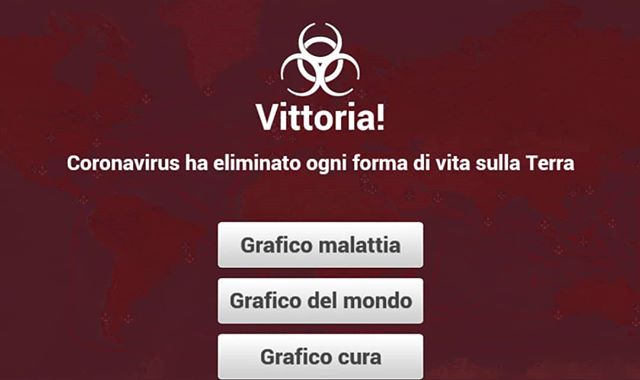 Vittoria!
Coronavirus ha eliminato ogni forma di vita sulla Terra
Grafico malattia
Grafico del mondo
Grafico cura